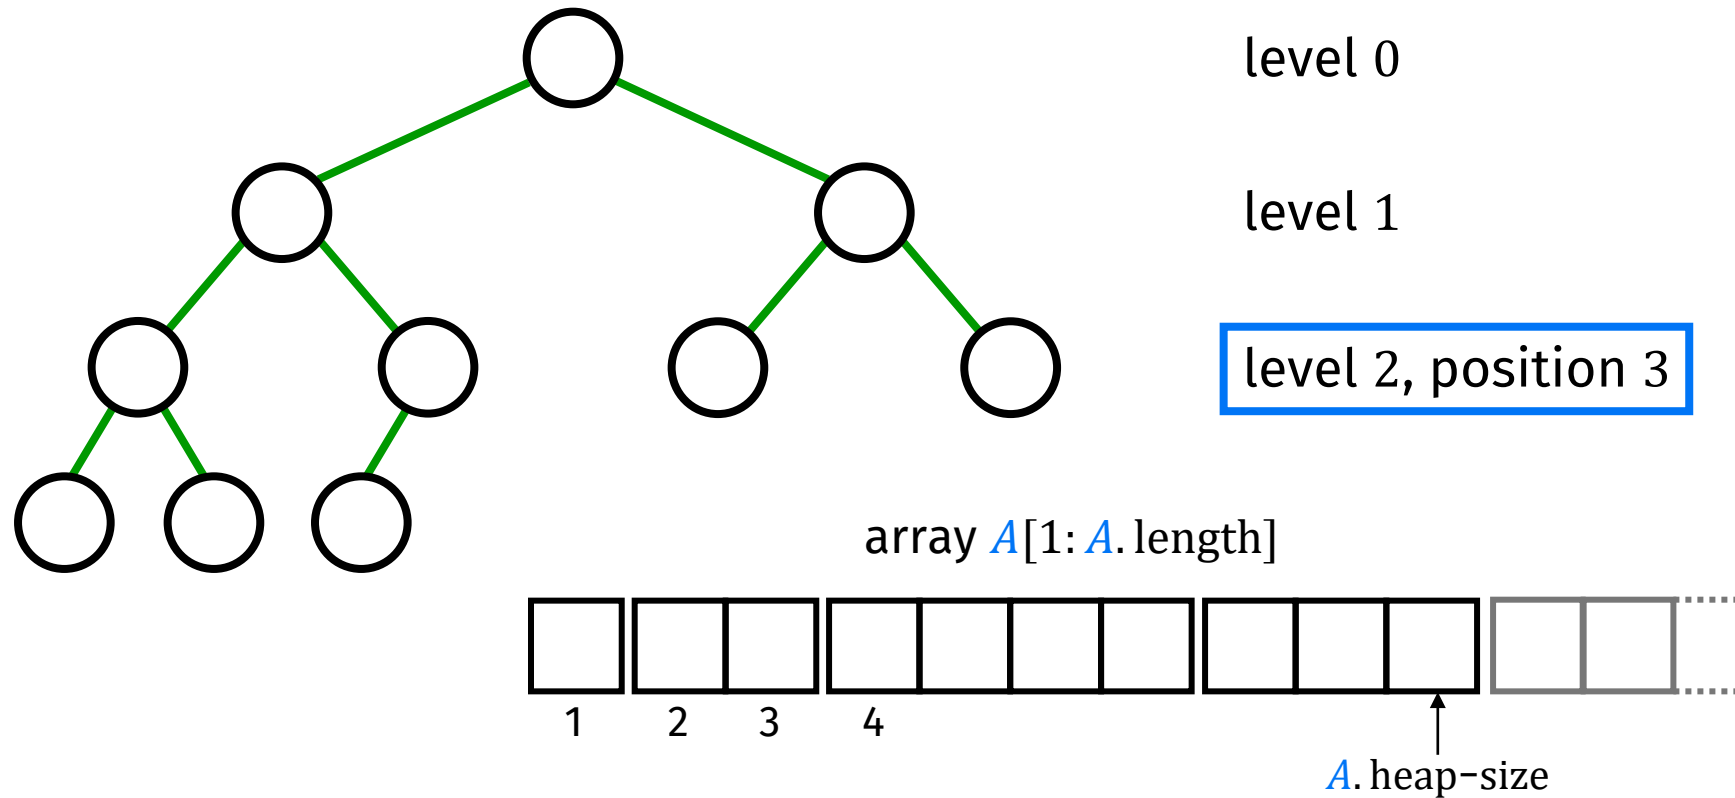 level 0
level 1
level 2, position 3
array A[1: A. length]
1 2 3 4
A. heap-size